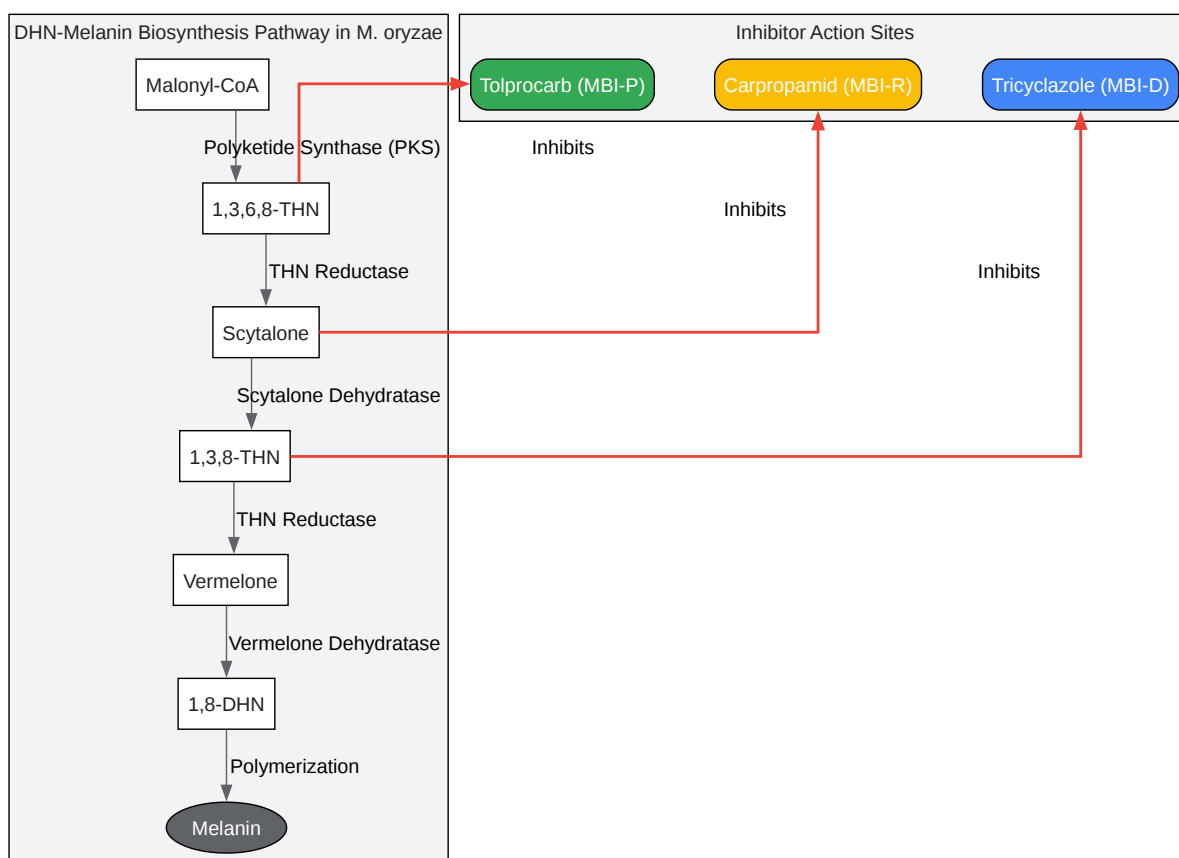 DHN-Melanin Biosynthesis Pathway in M. oryzae
Inhibitor Action Sites
Malonyl-CoA
Tolprocarb (MBI-P)
Carpropamid (MBI-R)
Tricyclazole (MBI-D)
Polyketide Synthase (PKS)
Inhibits
1,3,6,8-THN
Inhibits
THN Reductase
Inhibits
Scytalone
Scytalone Dehydratase
1,3,8-THN
THN Reductase
Vermelone
Vermelone Dehydratase
1,8-DHN
Polymerization
Melanin